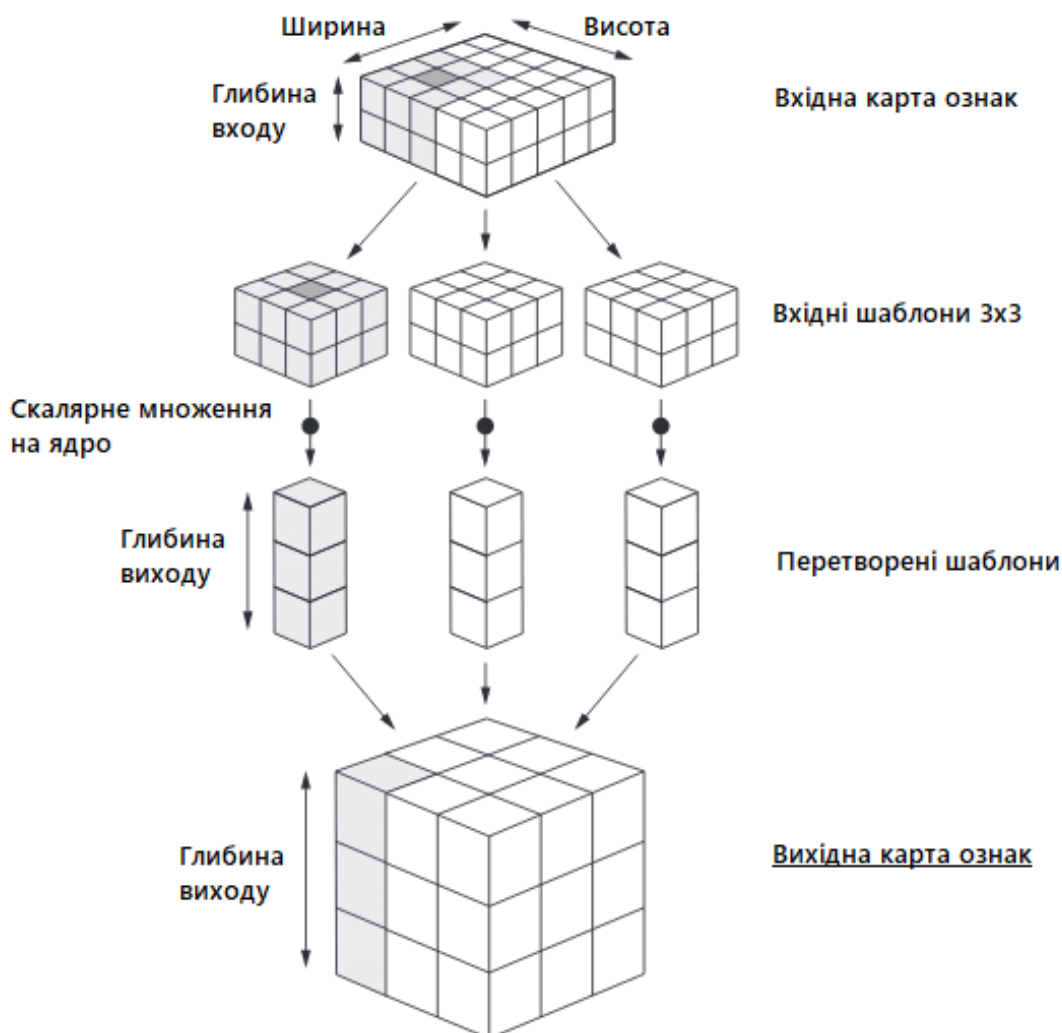 Ширина
Висота
Глибина
входу
Вхідна карта ознак
Вхідні шаблони 3x3
Скалярне множення
на ядро
Глибина
виходу
Перетворені шаблони
Глибина
виходу
Вихідна карта ознак